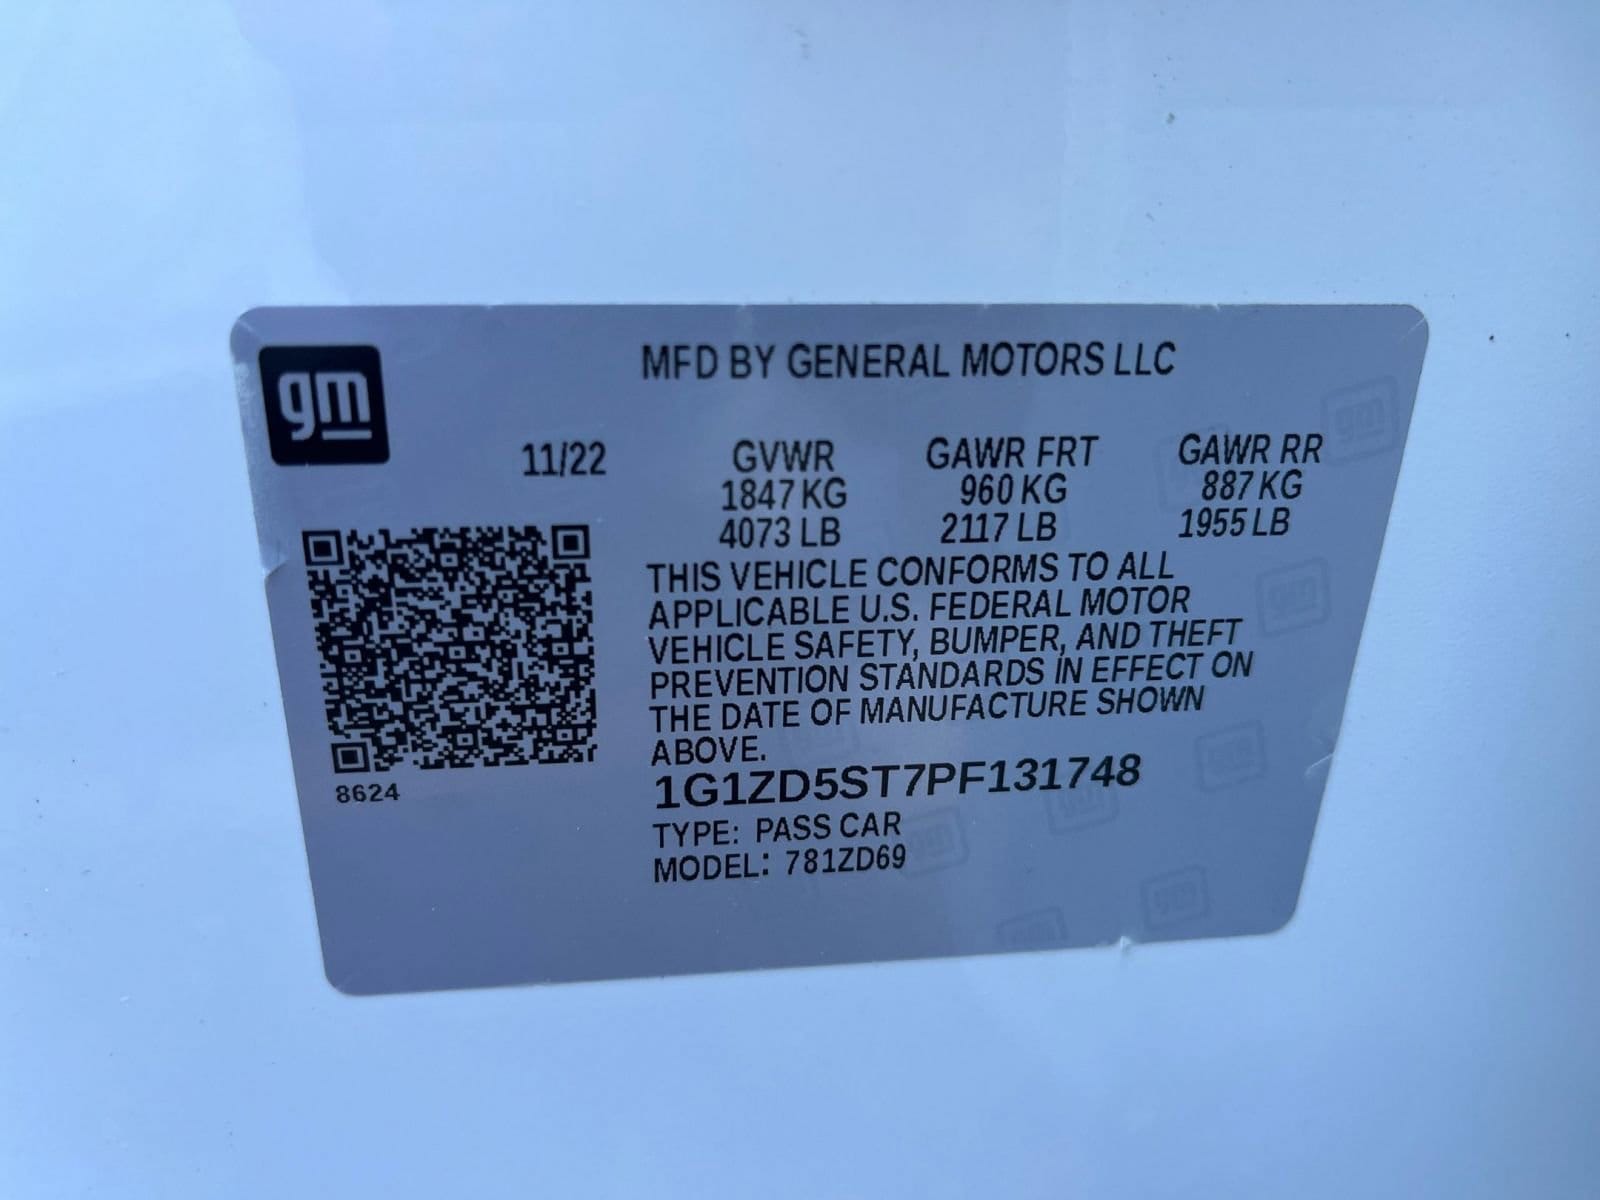 gm
MFD BY GENERAL MOTORS LLC
11/22 GVWR GAWR FRT GAWR RR
1847 KG 960 KG 887 KG
4073 LB 2117 LB 1955 LB
THIS VEHICLE CONFORMS TO ALL
APPLICABLE U.S. FEDERAL MOTOR
VEHICLE SAFETY, BUMPER, AND THEFT
PREVENTION STANDARDS IN EFFECT ON
THE DATE OF MANUFACTURE SHOWN
ABOVE.
8624
1G1ZD5ST7PF131748
TYPE: PASS CAR
MODEL: 781ZD69